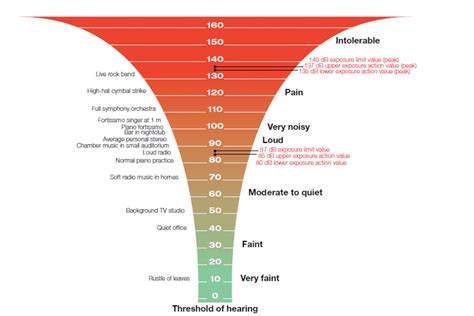 160
150
Intolerable
140
140 dB exposure limit value (peak)
137 dB upper exposure action value (peak)
135 dB lower exposure action value (peak)
Live rock band
130
High-hat cymbal strike
120
Pain
Full symphony orchestra
110
Fortissimo singer at 1 m
Piano fortissimo
100
Very noisy
Bar in nightclub
Average personal stereo
Loud
Chamber music in small auditorium
90
87 dB exposure limit value
Loud radio
85 dB upper exposure action value
Normal piano practice
80
80 dB lower exposure action value
Soft radio music in homes
70
60
Moderate to quiet
Background TV studio
50
Quiet office
40
30
Faint
20
Rustle of leaves
10
Very faint
0
Threshold of hearing